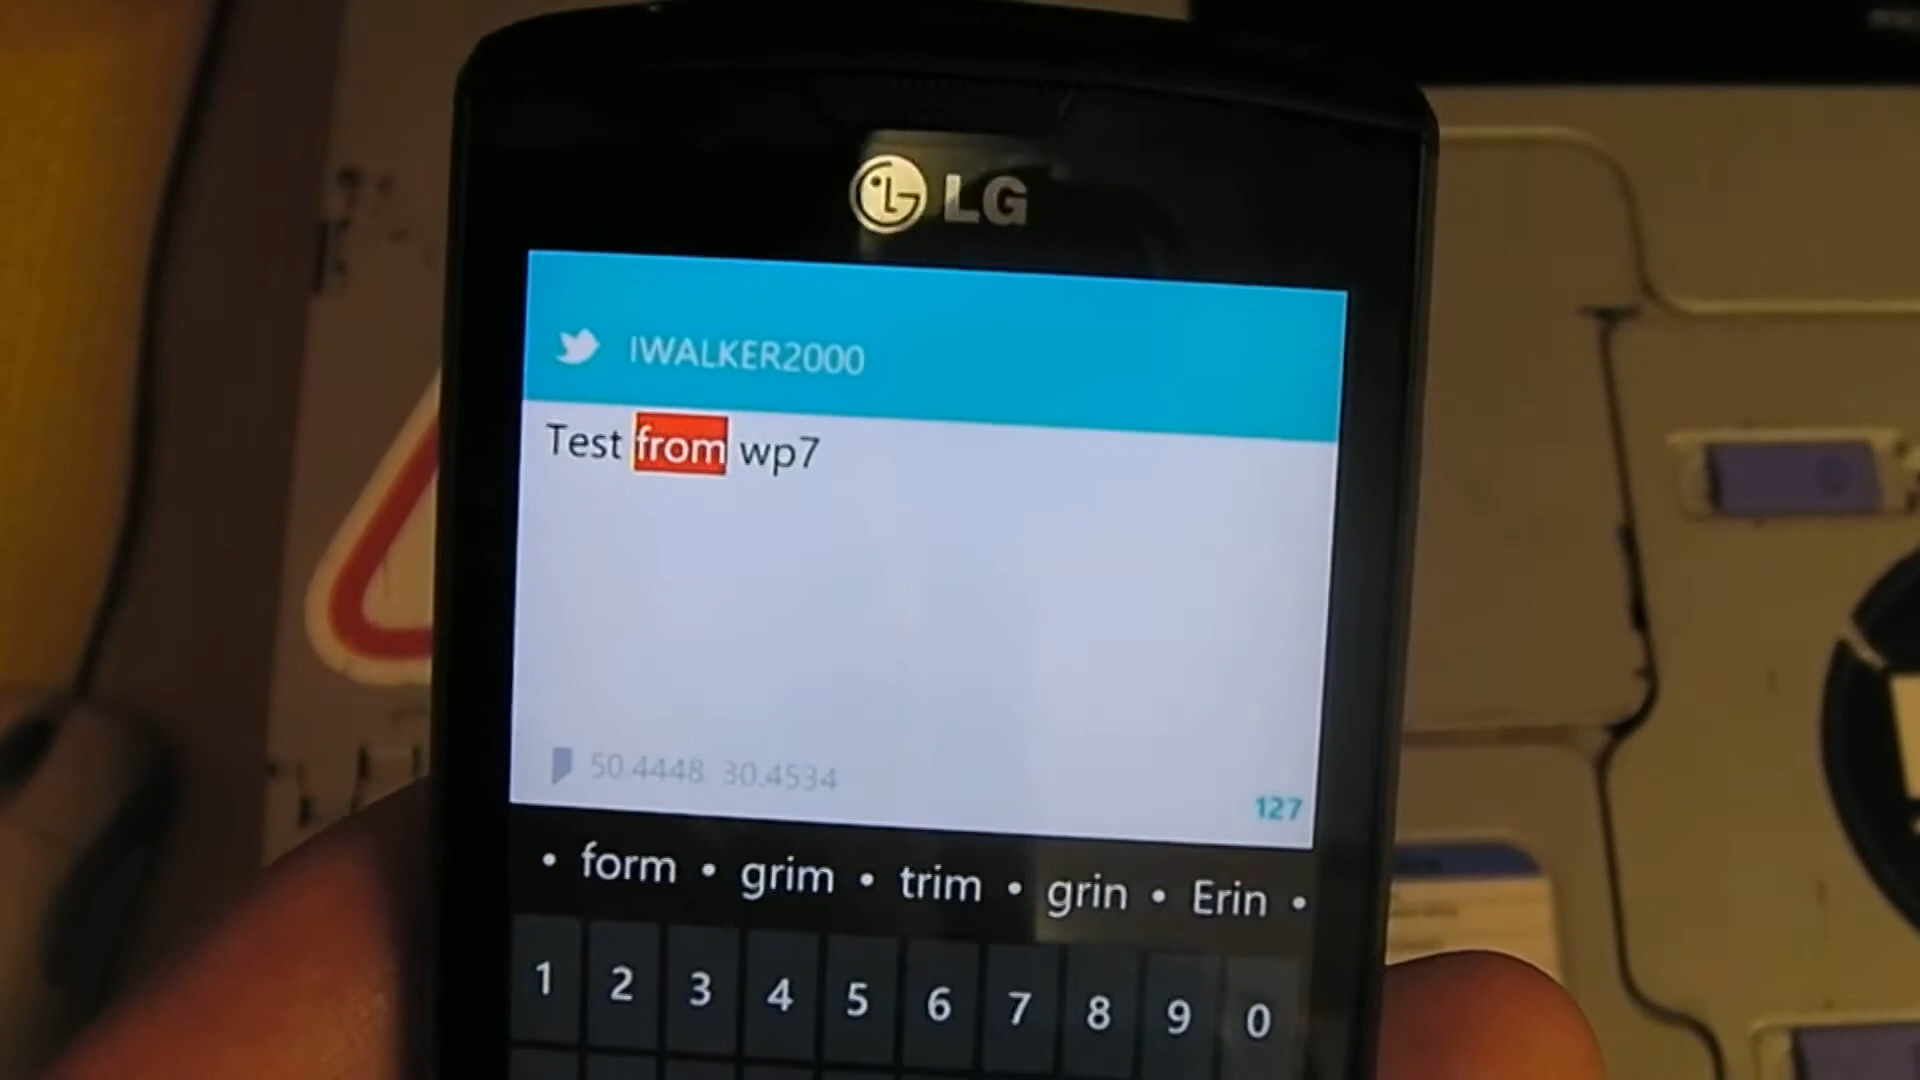 LG
IWALKER2000
Test from wp7
50.4448 30.4534
127
• form • grim • trim • grin • Erin •
1 2 3 4 5 6 7 8 9 0